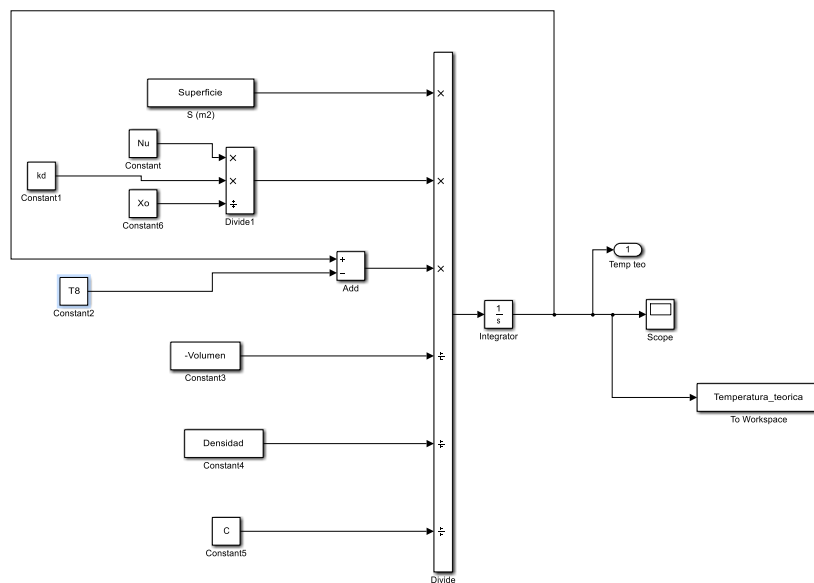 Superficie
S (m2)
Nu
Constant
kd
Constant1
Xo
Constant6
×
×
÷
Divide1
+
−
Add
T8
Constant2
-Volumen
Constant3
Densidad
Constant4
C
Constant5
×
×
×
÷
÷
÷
Divide
1
s
Integrator
1
Temp teo
Scope
Temperatura_teorica
To Workspace